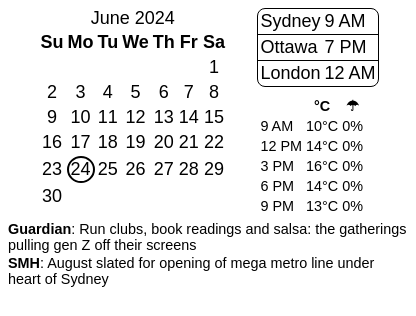 June 2024
Su Mo Tu We Th Fr Sa
1
2 3 4 5 6 7 8
9 10 11 12 13 14 15
16 17 18 19 20 21 22
23 24 25 26 27 28 29
30
Sydney 9 AM
Ottawa 7 PM
London 12 AM
°C ☂
9 AM 10°C 0%
12 PM 14°C 0%
3 PM 16°C 0%
6 PM 14°C 0%
9 PM 13°C 0%
Guardian: Run clubs, book readings and salsa: the gatherings
pulling gen Z off their screens
SMH: August slated for opening of mega metro line under
heart of Sydney